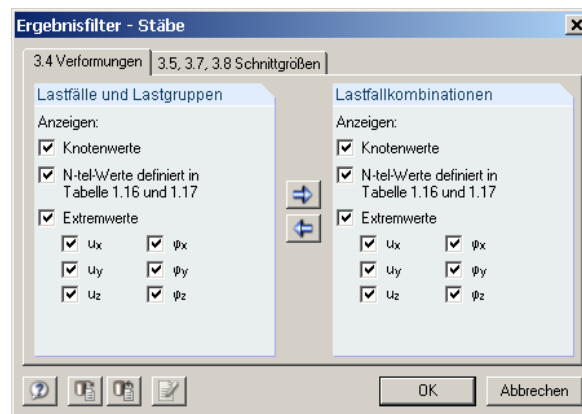 Ergebnisfilter - Stäbe
3.4 Verformungen
3.5, 3.7, 3.8 Schnittgrößen
Lastfälle und Lastgruppen
Anzeigen:
Knotenwerte
N-tel-Werte definiert in
Tabelle 1.16 und 1.17
Extremwerte
ux φx
uy φy
uz φz
Lastfallkombinationen
Anzeigen:
Knotenwerte
N-tel-Werte definiert in
Tabelle 1.16 und 1.17
Extremwerte
ux φx
uy φy
uz φz
OK
Abbrechen